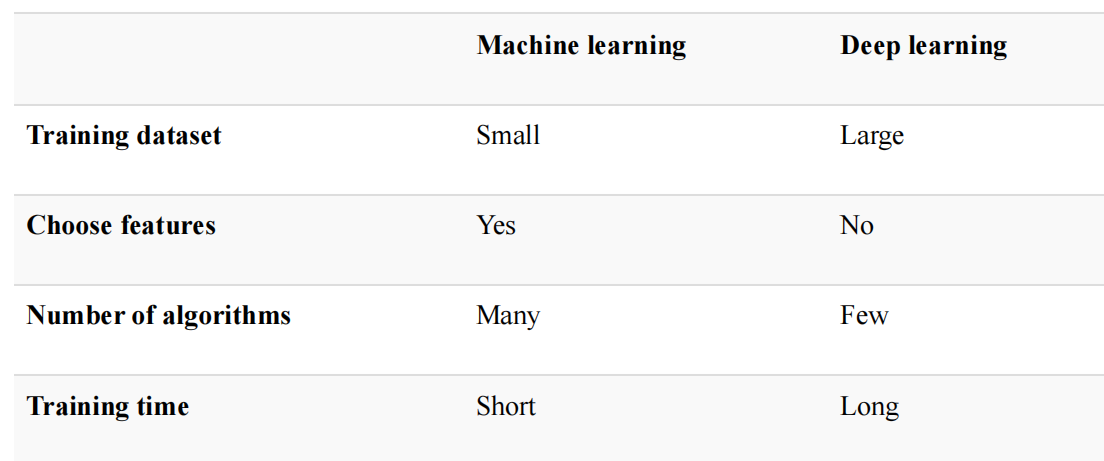 Machine learning Deep learning
Training dataset Small Large
Choose features Yes No
Number of algorithms Many Few
Training time Short Long